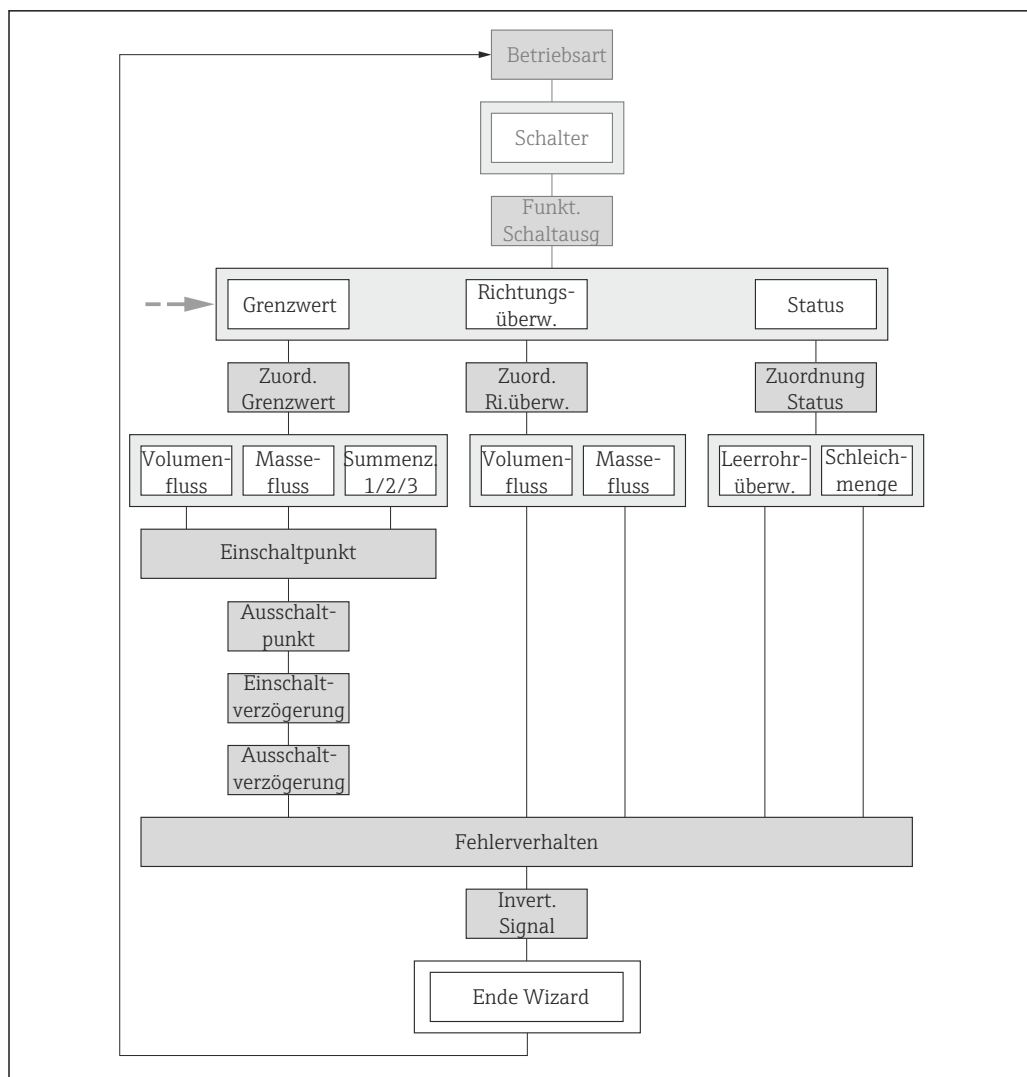 Betriebsart
Schalter
Funkt.
Schaltausg
Grenzwert
Richtungs-
überw.
Status
Zuord.
Grenzwert
Zuord.
Ri.überw.
Zuordnung
Status
Volumen-
fluss
Masse-
fluss
Summenz.
1/2/3
Volumen-
fluss
Masse-
fluss
Leerrohr-
überw.
Schleich-
menge
Einschaltpunkt
Ausschalt-
punkt
Einschalt-
verzögerung
Ausschalt-
verzögerung
Fehlerverhalten
Invert.
Signal
Ende Wizard